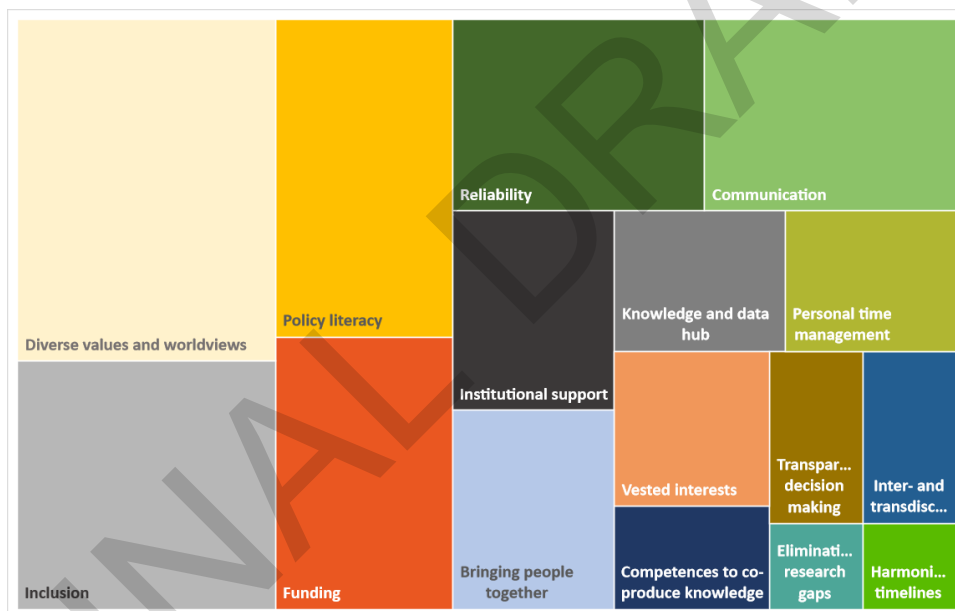 Reliability
Communication
Policy literacy
Diverse values and worldviews
Knowledge and data
hub
Personal time
management
Institutional support
Vested interests
Transpar...
decision
making
Inter- and
transdisc...
Inclusion
Funding
Bringing people
together
Competences to co-
produce knowledge
Eliminati...
research
gaps
Harmoni...
timelines
INAL DRA